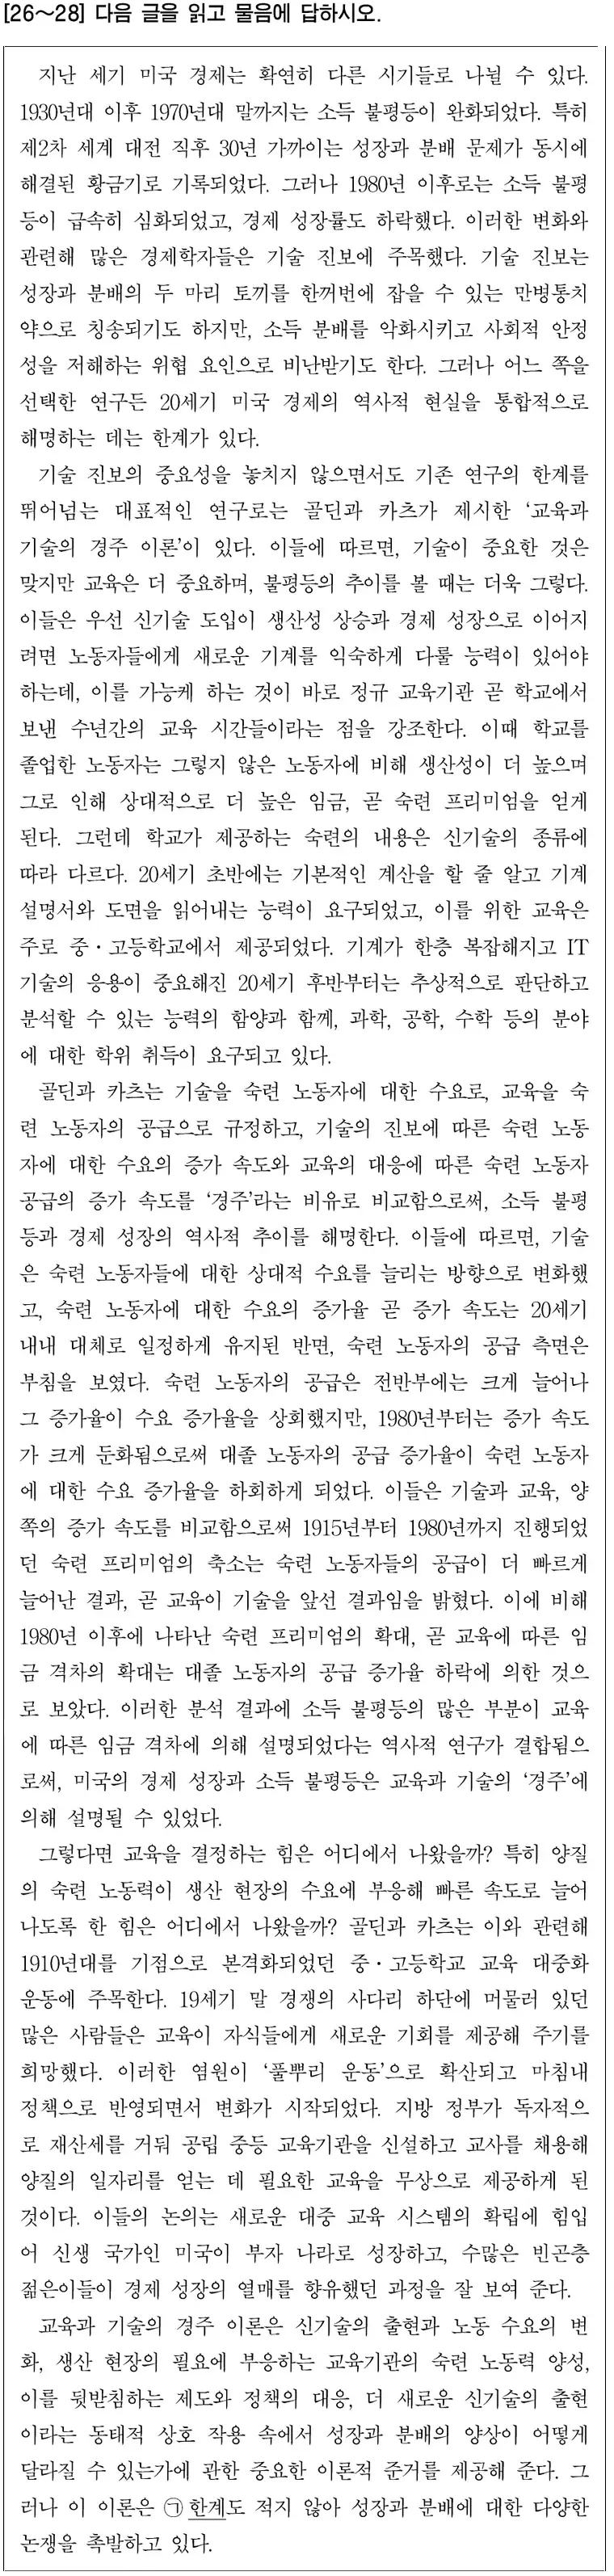 [26~28] 다음 글을 읽고 물음에 답하시오.
지난 세기 미국 경제는 확연히 다른 시기들로 나뉠 수 있다.
1930년대 이후 1970년대 말까지는 소득 불평등이 완화되었다. 특히
제2차 세계 대전 직후 30년 가까이는 성장과 분배 문제가 동시에
해결된 황금기로 기록되었다. 그러나 1980년 이후로는 소득 불평
등이 급속히 심화되었고, 경제 성장률도 하락했다. 이러한 변화와
관련해 많은 경제학자들은 기술 진보에 주목했다. 기술 진보는
성장과 분배의 두 마리 토끼를 한꺼번에 잡을 수 있는 만병통치
약으로 칭송되기도 하지만, 소득 분배를 악화시키고 사회적 안정
성을 저해하는 위협 요인으로 비난받기도 한다. 그러나 어느 쪽을
선택한 연구든 20세기 미국 경제의 역사적 현실을 통합적으로
해명하는 데는 한계가 있다.
기술 진보의 중요성을 놓치지 않으면서도 기존 연구의 한계를
뛰어넘는 대표적인 연구로는 골딘과 카츠가 제시한 ‘교육과
기술의 경주 이론’이 있다. 이들에 따르면, 기술이 중요한 것은
맞지만 교육은 더 중요하며, 불평등의 추이를 볼 때는 더욱 그렇다.
이들은 우선 신기술 도입이 생산성 상승과 경제 성장으로 이어지
려면 노동자들에게 새로운 기계를 익숙하게 다룰 능력이 있어야
하는데, 이를 가능케 하는 것이 바로 정규 교육기관 곧 학교에서
보낸 수년간의 교육 시간들이라는 점을 강조한다. 이때 학교를
졸업한 노동자는 그렇지 않은 노동자에 비해 생산성이 더 높으며
그로 인해 상대적으로 더 높은 임금, 곧 숙련 프리미엄을 얻게
된다. 그런데 학교가 제공하는 숙련의 내용은 신기술의 종류에
따라 다르다. 20세기 초반에는 기본적인 계산을 할 줄 알고 기계
설명서와 도면을 읽어내는 능력이 요구되었고, 이를 위한 교육은
주로 중·고등학교에서 제공되었다. 기계가 한층 복잡해지고 IT
기술의 응용이 중요해진 20세기 후반부터는 추상적으로 판단하고
분석할 수 있는 능력의 함양과 함께, 과학, 공학, 수학 등의 분야
에 대한 학위 취득이 요구되고 있다.
골딘과 카츠는 기술을 숙련 노동자에 대한 수요로, 교육을 숙
련 노동자의 공급으로 규정하고, 기술의 진보에 따른 숙련 노동
자에 대한 수요의 증가 속도와 교육의 대응에 따른 숙련 노동자
공급의 증가 속도를 ‘경주’라는 비유로 비교함으로써, 소득 불평
등과 경제 성장의 역사적 추이를 해명한다. 이들에 따르면, 기술
은 숙련 노동자들에 대한 상대적 수요를 늘리는 방향으로 변화했
고, 숙련 노동자에 대한 수요의 증가율 곧 증가 속도는 20세기
내내 대체로 일정하게 유지된 반면, 숙련 노동자의 공급 측면은
부침을 보였다. 숙련 노동자의 공급은 전반부에는 크게 늘어나
그 증가율이 수요 증가율을 상회했지만, 1980년부터는 증가 속도
가 크게 둔화됨으로써 대졸 노동자의 공급 증가율이 숙련 노동자
에 대한 수요 증가율을 하회하게 되었다. 이들은 기술과 교육, 양
쪽의 증가 속도를 비교함으로써 1915년부터 1980년까지 진행되었
던 숙련 프리미엄의 축소는 숙련 노동자들의 공급이 더 빠르게
늘어난 결과, 곧 교육이 기술을 앞선 결과임을 밝혔다. 이에 비해
1980년 이후에 나타난 숙련 프리미엄의 확대, 곧 교육에 따른 임
금 격차의 확대는 대졸 노동자의 공급 증가율 하락에 의한 것으
로 보았다. 이러한 분석 결과에 소득 불평등의 많은 부분이 교육
에 따른 임금 격차에 의해 설명되었다는 역사적 연구가 결합됨으
로써, 미국의 경제 성장과 소득 불평등은 교육과 기술의 ‘경주’에
의해 설명될 수 있었다.
그렇다면 교육을 결정하는 힘은 어디에서 나왔을까? 특히 양질
의 숙련 노동력이 생산 현장의 수요에 부응해 빠른 속도로 늘어
나도록 한 힘은 어디에서 나왔을까? 골딘과 카츠는 이와 관련해
1910년대를 기점으로 본격화되었던 중·고등학교 교육 대중화
운동에 주목한다. 19세기 말 경쟁의 사다리 하단에 머물러 있던
많은 사람들은 교육이 자식들에게 새로운 기회를 제공해 주기를
희망했다. 이러한 염원이 ‘풀뿌리 운동’으로 확산되고 마침내
정책으로 반영되면서 변화가 시작되었다. 지방 정부가 독자적으
로 재산세를 거둬 공립 중등 교육기관을 신설하고 교사를 채용해
양질의 일자리를 얻는 데 필요한 교육을 무상으로 제공하게 된
것이다. 이들의 논의는 새로운 대중 교육 시스템의 확립에 힘입
어 신생 국가인 미국이 부자 나라로 성장하고, 수많은 빈곤층
젊은이들이 경제 성장의 열매를 향유했던 과정을 잘 보여 준다.
교육과 기술의 경주 이론은 신기술의 출현과 노동 수요의 변
화, 생산 현장의 필요에 부응하는 교육기관의 숙련 노동력 양성,
이를 뒷받침하는 제도와 정책의 대응, 더 새로운 신기술의 출현
이라는 동태적 상호 작용 속에서 성장과 분배의 양상이 어떻게
달라질 수 있는가에 관한 중요한 이론적 준거를 제공해 준다. 그
러나 이 이론은 ㉠한계도 적지 않아 성장과 분배에 대한 다양한
논쟁을 촉발하고 있다.